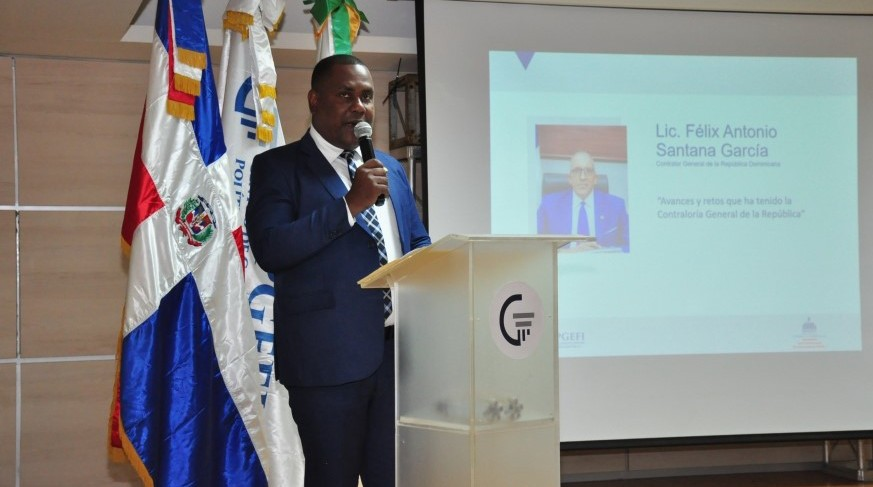 Lic. Félix Antonio
Santana García
Contralor General de la República Dominicana
"Avances y retos que ha tenido la
Contraloría General de la República"